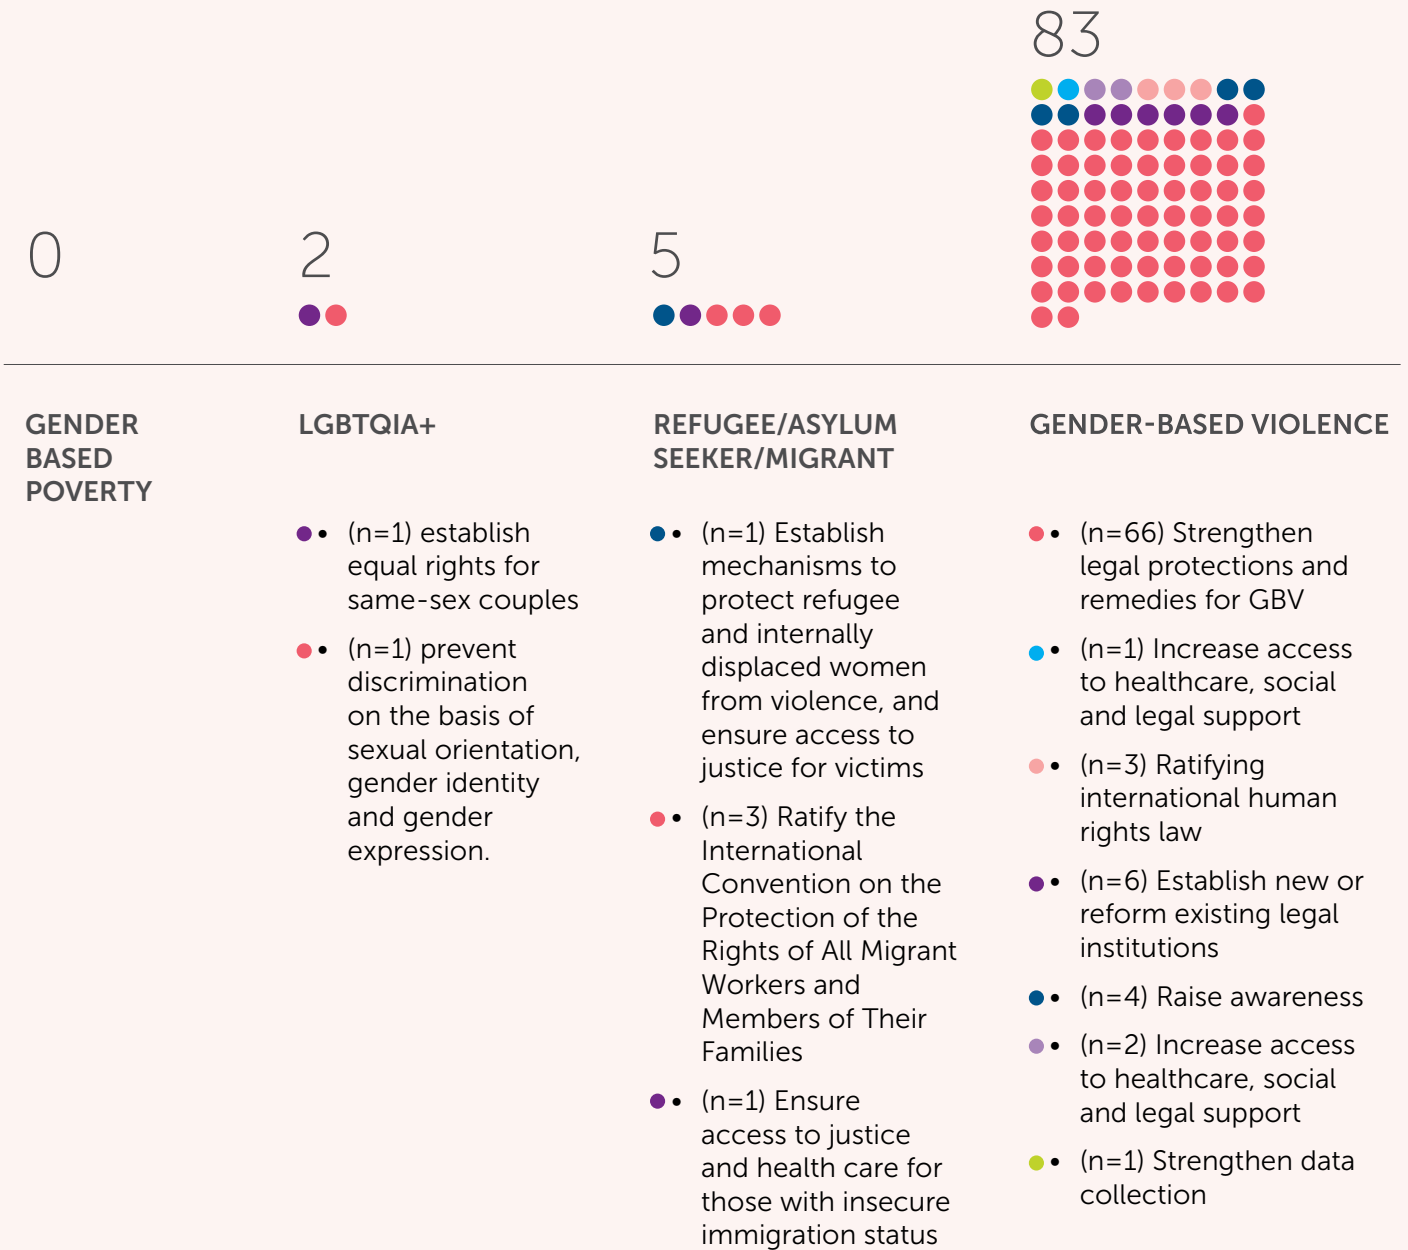 0
2
5
83
GENDER
BASED
POVERTY
LGBTQIA+
• (n=1) establish
equal rights for
same-sex couples
• (n=1) prevent
discrimination
on the basis of
sexual orientation,
gender identity
and gender
expression.
REFUGEE/ASYLUM
SEEKER/MIGRANT
• (n=1) Establish
mechanisms to
protect refugee
and internally
displaced women
from violence, and
ensure access to
justice for victims
• (n=3) Ratify the
International
Convention on the
Protection of the
Rights of All Migrant
Workers and
Members of Their
Families
• (n=1) Ensure
access to justice
and health care for
those with insecure
immigration status
GENDER-BASED VIOLENCE
• (n=66) Strengthen
legal protections and
remedies for GBV
• (n=1) Increase access
to healthcare, social
and legal support
• (n=3) Ratifying
international human
rights law
• (n=6) Establish new or
reform existing legal
institutions
• (n=4) Raise awareness
• (n=2) Increase access
to healthcare, social
and legal support
• (n=1) Strengthen data
collection